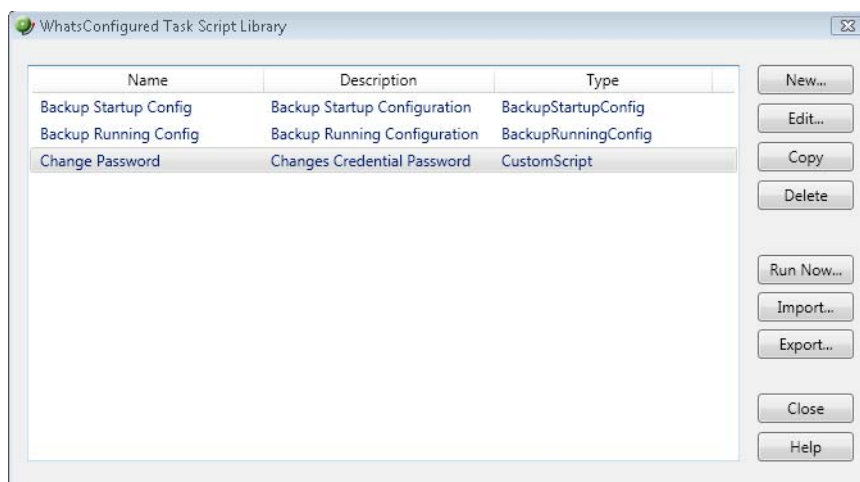 WhatsConfigured Task Script Library
Name Description Type
Backup Startup Config Backup Startup Configuration BackupStartupConfig
Backup Running Config Backup Running Configuration BackupRunningConfig
Change Password Changes Credential Password CustomScript
New...
Edit...
Copy
Delete
Run Now...
Import...
Export...
Close
Help